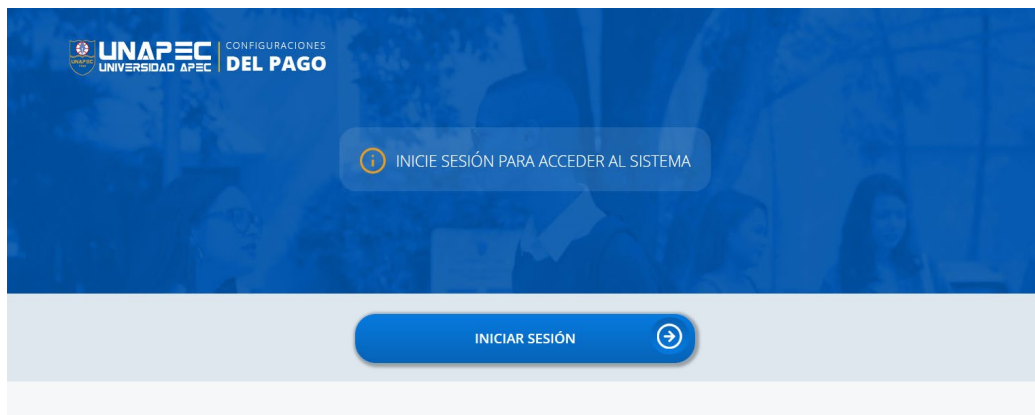 UNAPEC
UNIVERSIDAD APEC
CONFIGURACIONES
DEL PAGO
INICIE SESIÓN PARA ACCEDER AL SISTEMA
INICIAR SESIÓN